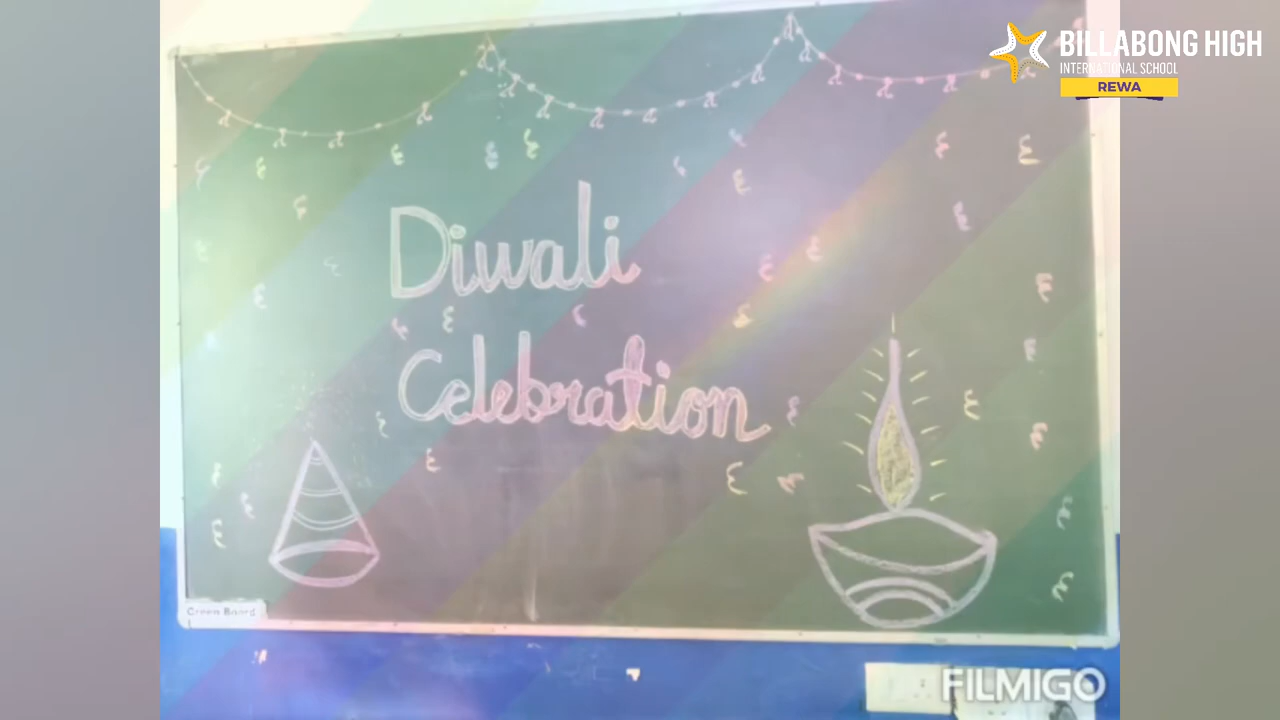 BILLABONG HIGH
INTERNATIONAL SCHOOL
REWA
Diwali
Celebration
Green Board
FILMIGO